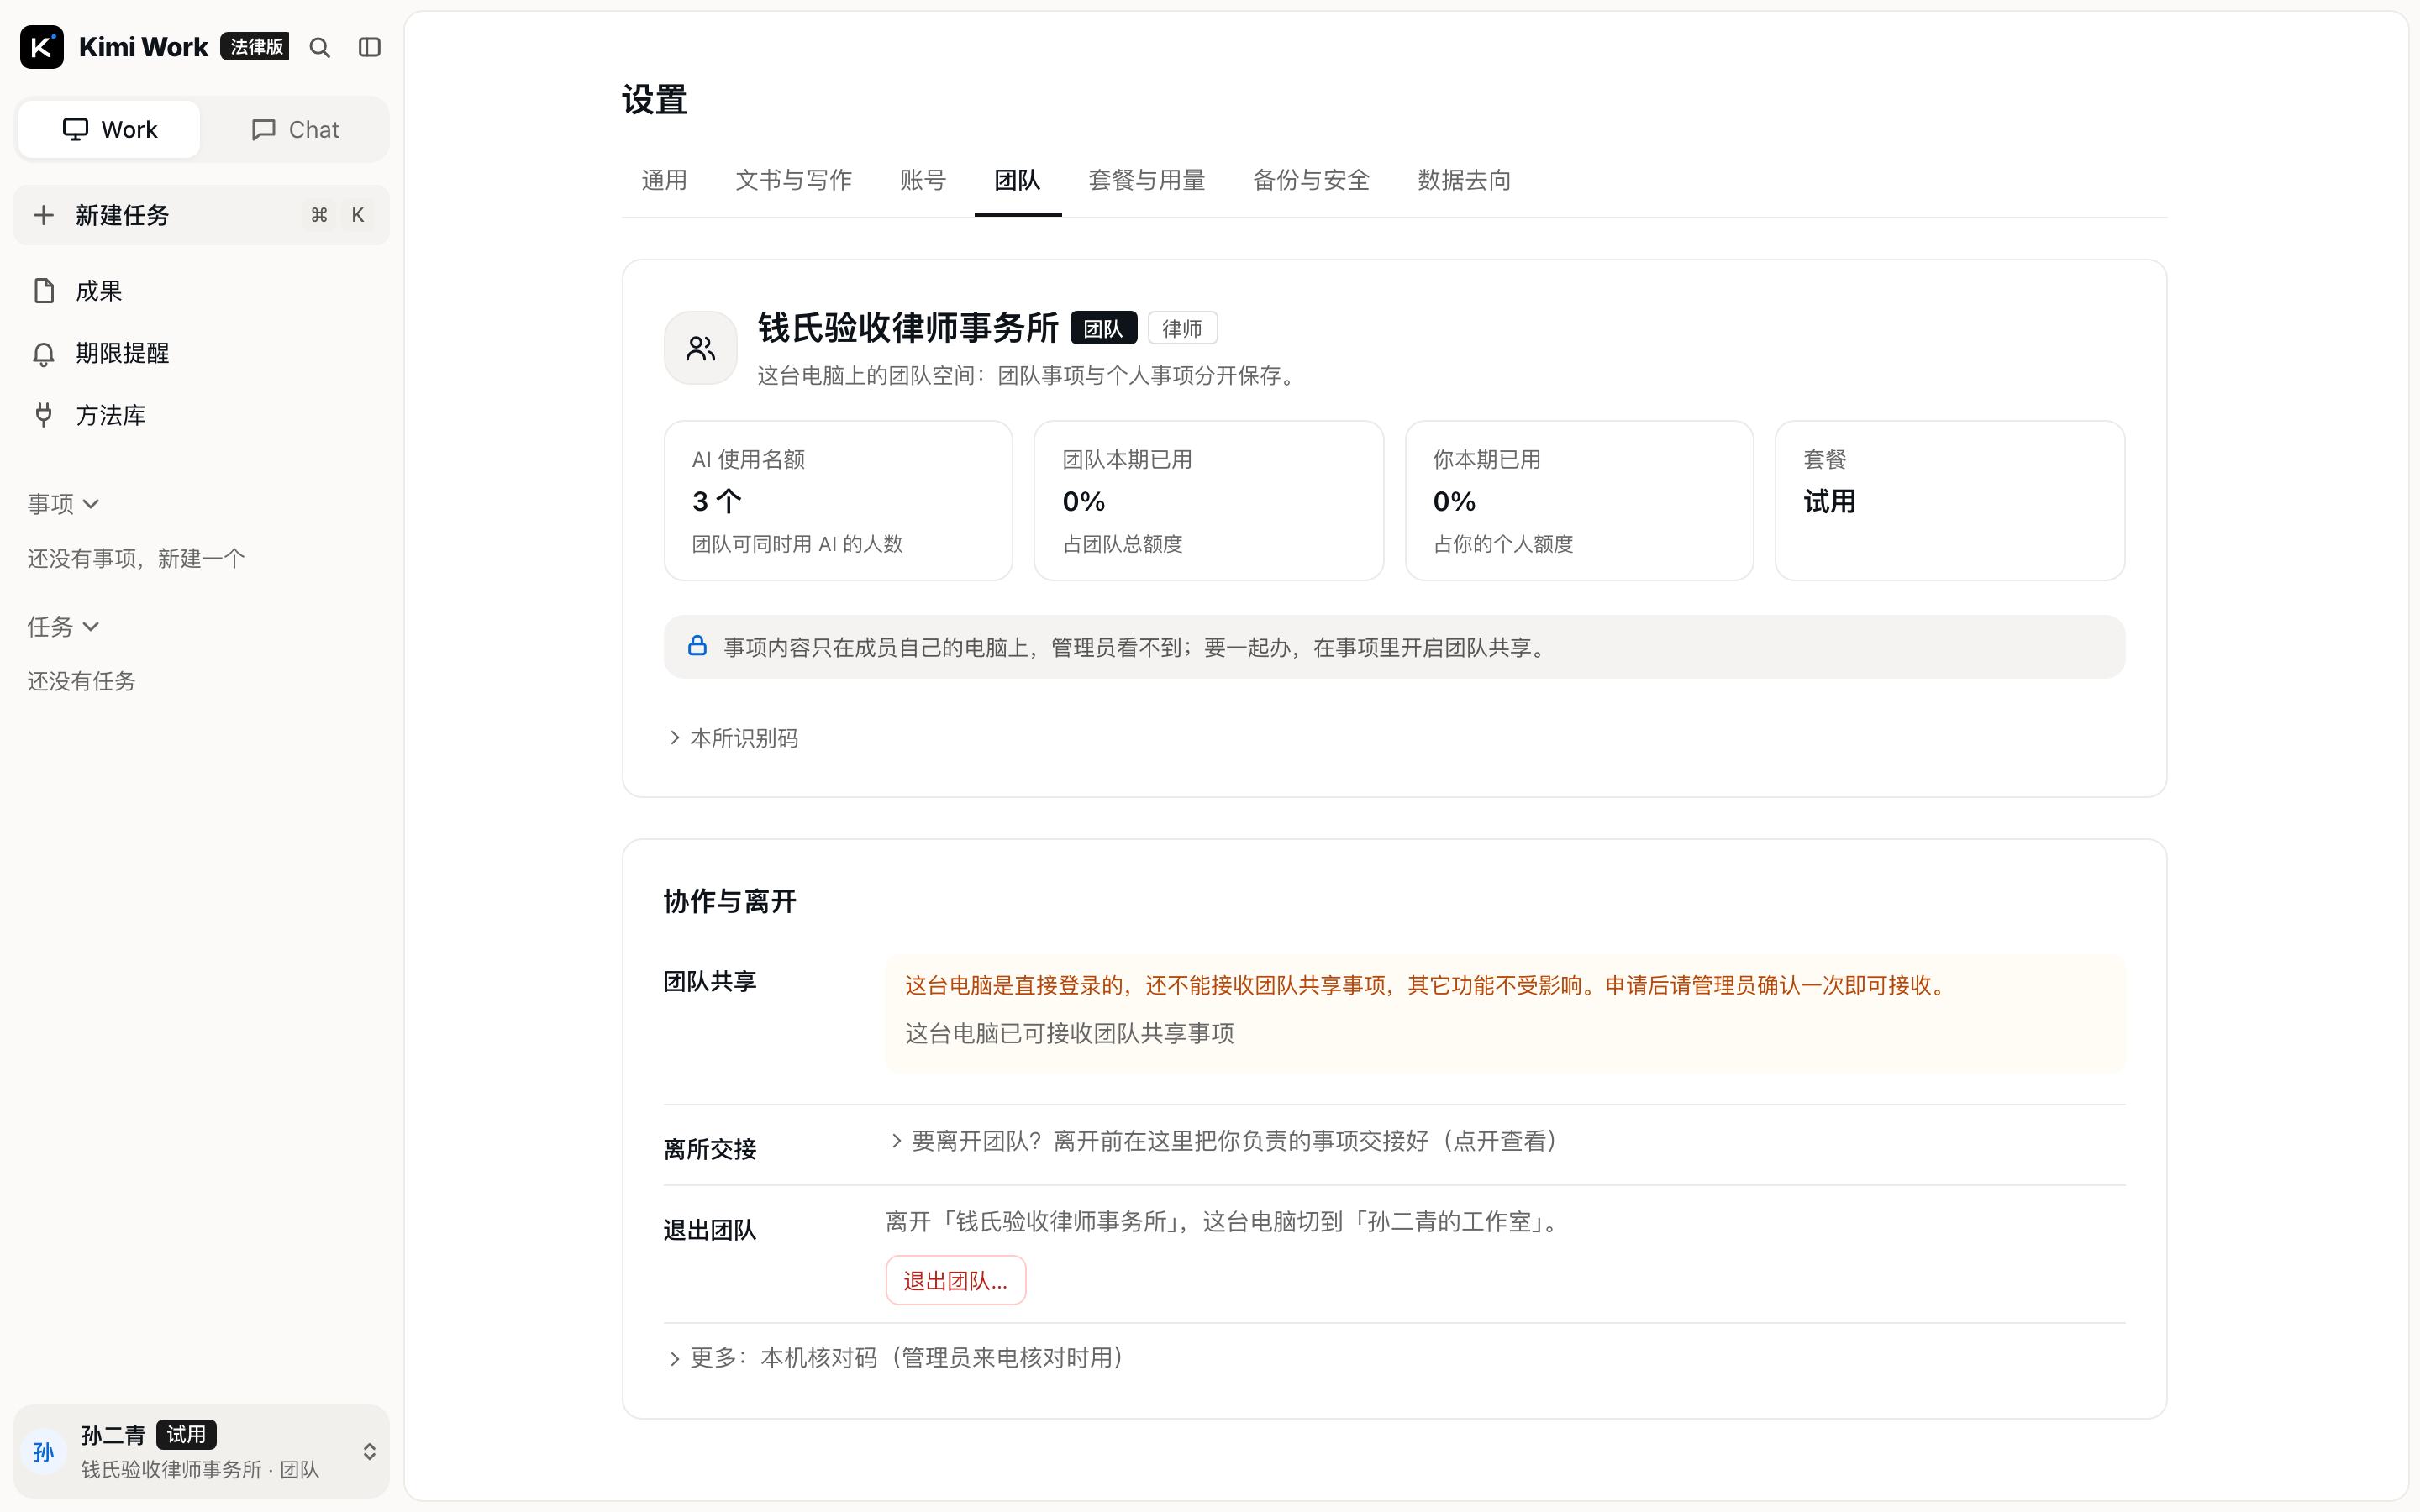 Kimi Work 法律版
Work
Chat
新建任务 ⌘ K
成果
期限提醒
方法库
事项
还没有事项，新建一个
任务
还没有任务
孙
孙二青 试用
钱氏验收律师事务所 · 团队
设置
通用 文书与写作 账号 团队 套餐与用量 备份与安全 数据去向
钱氏验收律师事务所 团队 律师
这台电脑上的团队空间：团队事项与个人事项分开保存。
AI 使用名额
3 个
团队可同时用 AI 的人数
团队本期已用
0%
占团队总额度
你本期已用
0%
占你的个人额度
套餐
试用
事项内容只在成员自己的电脑上，管理员看不到；要一起办，在事项里开启团队共享。
本所识别码
协作与离开
团队共享
这台电脑是直接登录的，还不能接收团队共享事项，其它功能不受影响。申请后请管理员确认一次即可接收。
这台电脑已可接收团队共享事项
离所交接
要离开团队？离开前在这里把你负责的事项交接好（点开查看）
退出团队
离开「钱氏验收律师事务所」，这台电脑切到「孙二青的工作室」。
退出团队...
更多：本机核对码（管理员来电核对时用）